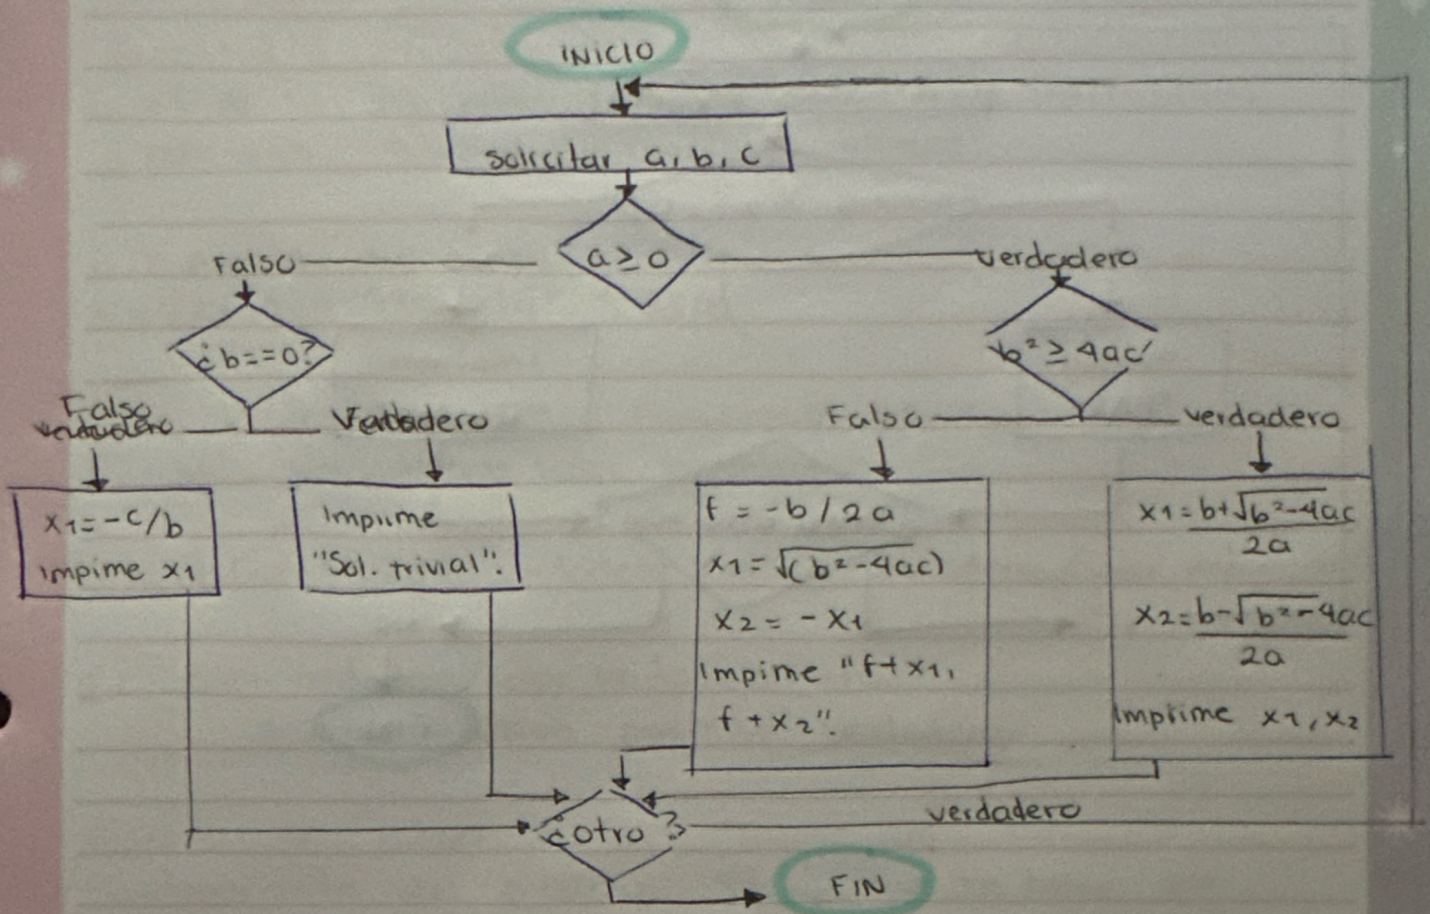 INICIO
solicitar a, b, c
a ≥ 0
Falso
verdadero
¿b==0?
b² ≥ 4ac
Falso
Verdadero
Falso
verdadero
x1=-c/b
impime x1
Imprime
"Sol. trivial".
f = -b / 2a
x1 = √(b²-4ac)
x2 = -x1
Impime "f+x1,
f + x2".
x1 = b+√b²-4ac
2a
x2=b-√b²-4ac
2a
Imprime x1, x2
verdadero
¿otro?
FIN